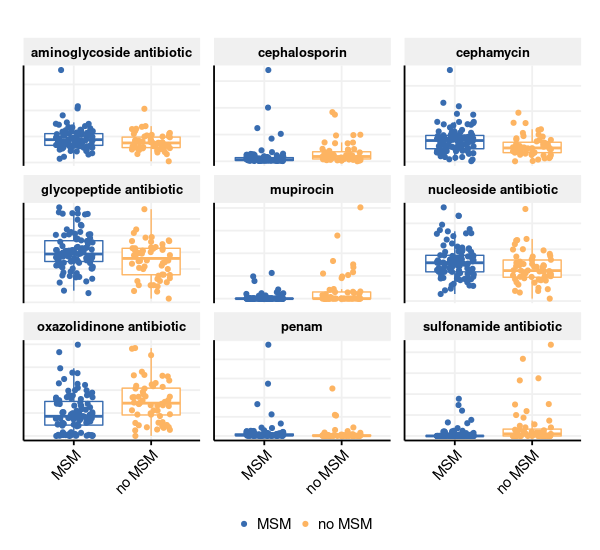 aminoglycoside antibiotic
cephalosporin
cephamycin
glycopeptide antibiotic
mupirocin
nucleoside antibiotic
oxazolidinone antibiotic
penam
sulfonamide antibiotic
MSM
no MSM
MSM
no MSM
MSM
no MSM
MSM no MSM